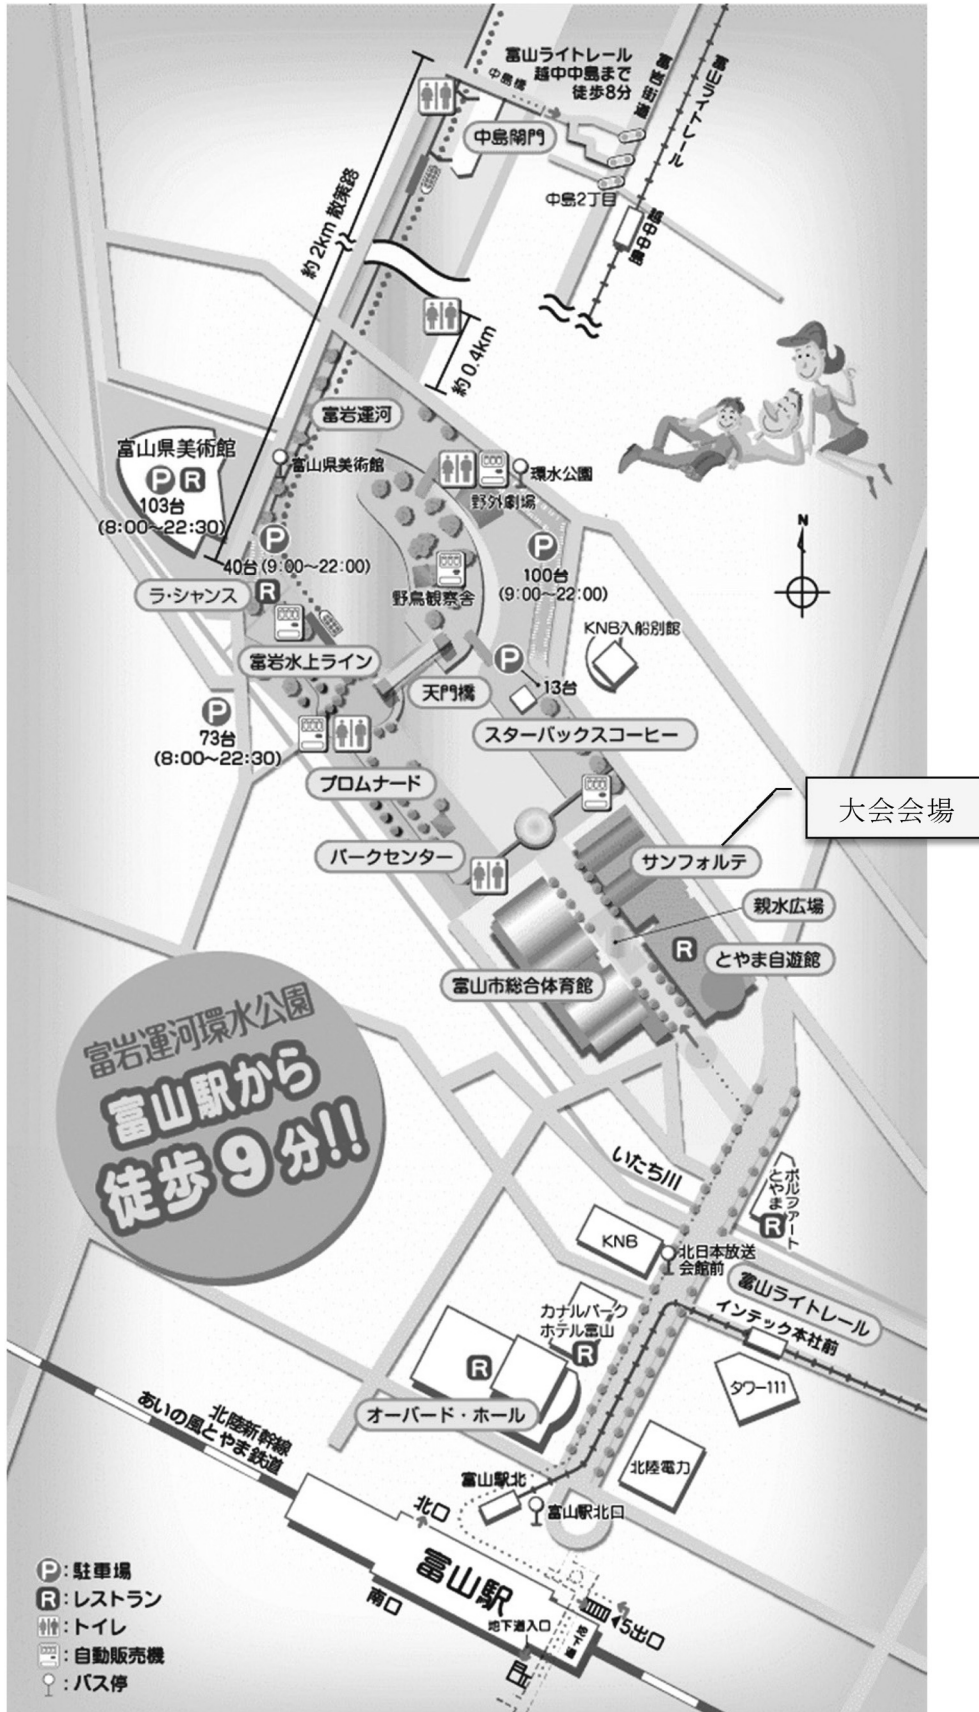 富山ライトレール
越中中島まで
徒歩8分
中島橋
富岩街道
富山ライトレール
中島閘門
中島2丁目
約2km 散策路
約0.4km
富岩運河
富山県美術館
P R
103台
(8:00～22:30)
富山県美術館
環水公園
野外劇場
N
P
40台(9:00～22:00)
P
100台
(9:00～22:00)
ラ・シャンス
R
野鳥観察舎
KNB入船別館
富岩水上ライン
天門橋
P
13台
P
73台
(8:00～22:30)
スターバックスコーヒー
プロムナード
大会会場
パークセンター
サンフォルテ
親水広場
R
とやま自遊館
富山市総合体育館
富岩運河環水公園
富山駅から
徒歩9分!!
いたち川
ボルファート
とやま
R
KNB
北日本放送
会館前
富山ライトレール
インテック本社前
カナルパーク
ホテル富山
R
R
タワー111
オーバード・ホール
北陸新幹線
あいの風とやま鉄道
北陸電力
富山駅北
富山駅北口
北口
富山駅
南口
地下道入口
地下道
◀5出口
P:駐車場
R:レストラン
:トイレ
:自動販売機
:バス停